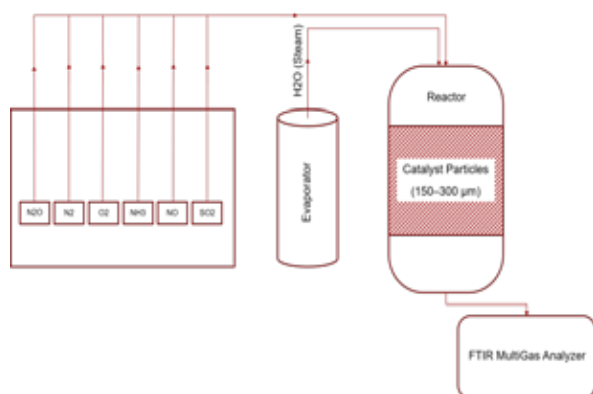 H2O (Steam)
Reactor
Catalyst Particles
(150–300 μm)
Evaporator
N2O
N2
O2
NH3
NO
SO2
FTIR MultiGas Analyzer